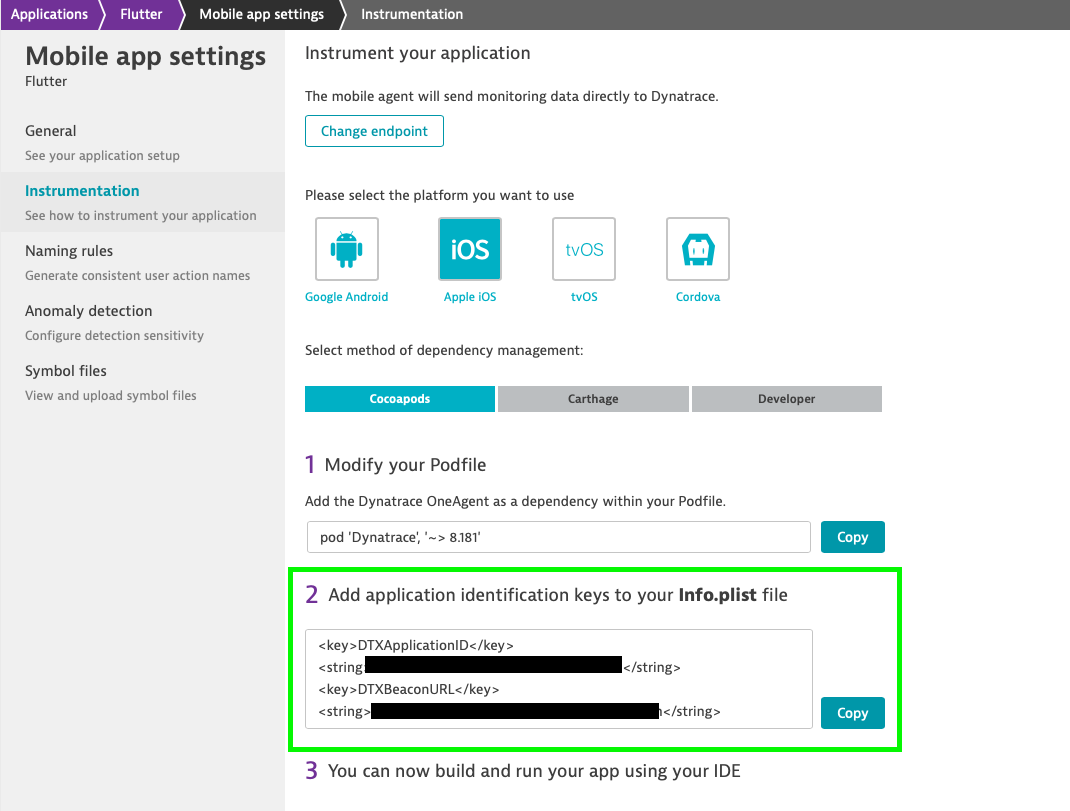 Applications Flutter Mobile app settings Instrumentation
Mobile app settings
Flutter
General
See your application setup
Instrumentation
See how to instrument your application
Naming rules
Generate consistent user action names
Anomaly detection
Configure detection sensitivity
Symbol files
View and upload symbol files
Instrument your application
The mobile agent will send monitoring data directly to Dynatrace.
Change endpoint
Please select the platform you want to use
iOS tvOS
Google Android Apple iOS tvOS Cordova
Select method of dependency management:
Cocoapods Carthage Developer
1 Modify your Podfile
Add the Dynatrace OneAgent as a dependency within your Podfile.
pod 'Dynatrace', '~> 8.181' Copy
2 Add application identification keys to your Info.plist file
<key>DTXApplicationID</key>
<string> </string>
<key>DTXBeaconURL</key>
<string> </string> Copy
3 You can now build and run your app using your IDE